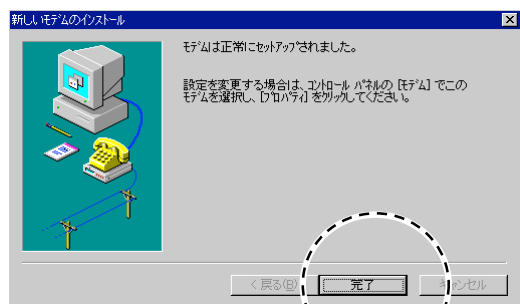 新しいモデムのインストール
モデムは正常にセットアップされました。
設定を変更する場合は、コントロール パネルの [モデム] でこの
モデムを選択し、[プロパティ] をクリックしてください。
< 戻る(B)
完了
キャンセル